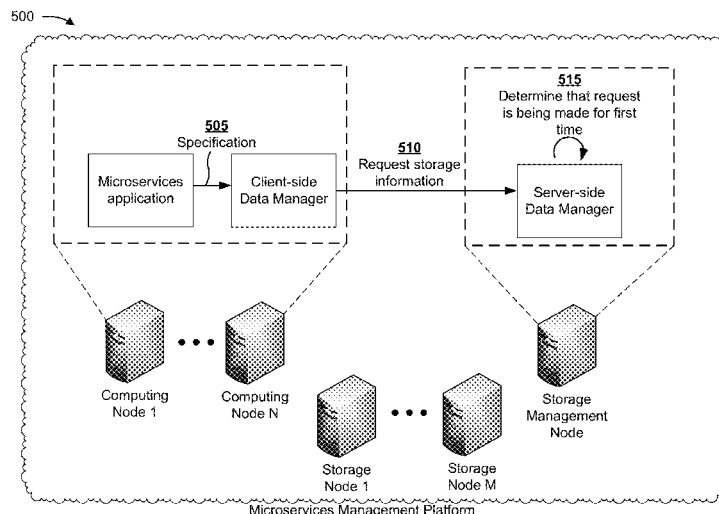 500
515
Determine that request
is being made for first
time
505
Specification
510
Request storage
information
Microservices
application
Client-side
Data Manager
Server-side
Data Manager
Computing
Node 1
Computing
Node N
Storage
Management
Node
Storage
Node 1
Storage
Node M
Microservices Management Platform